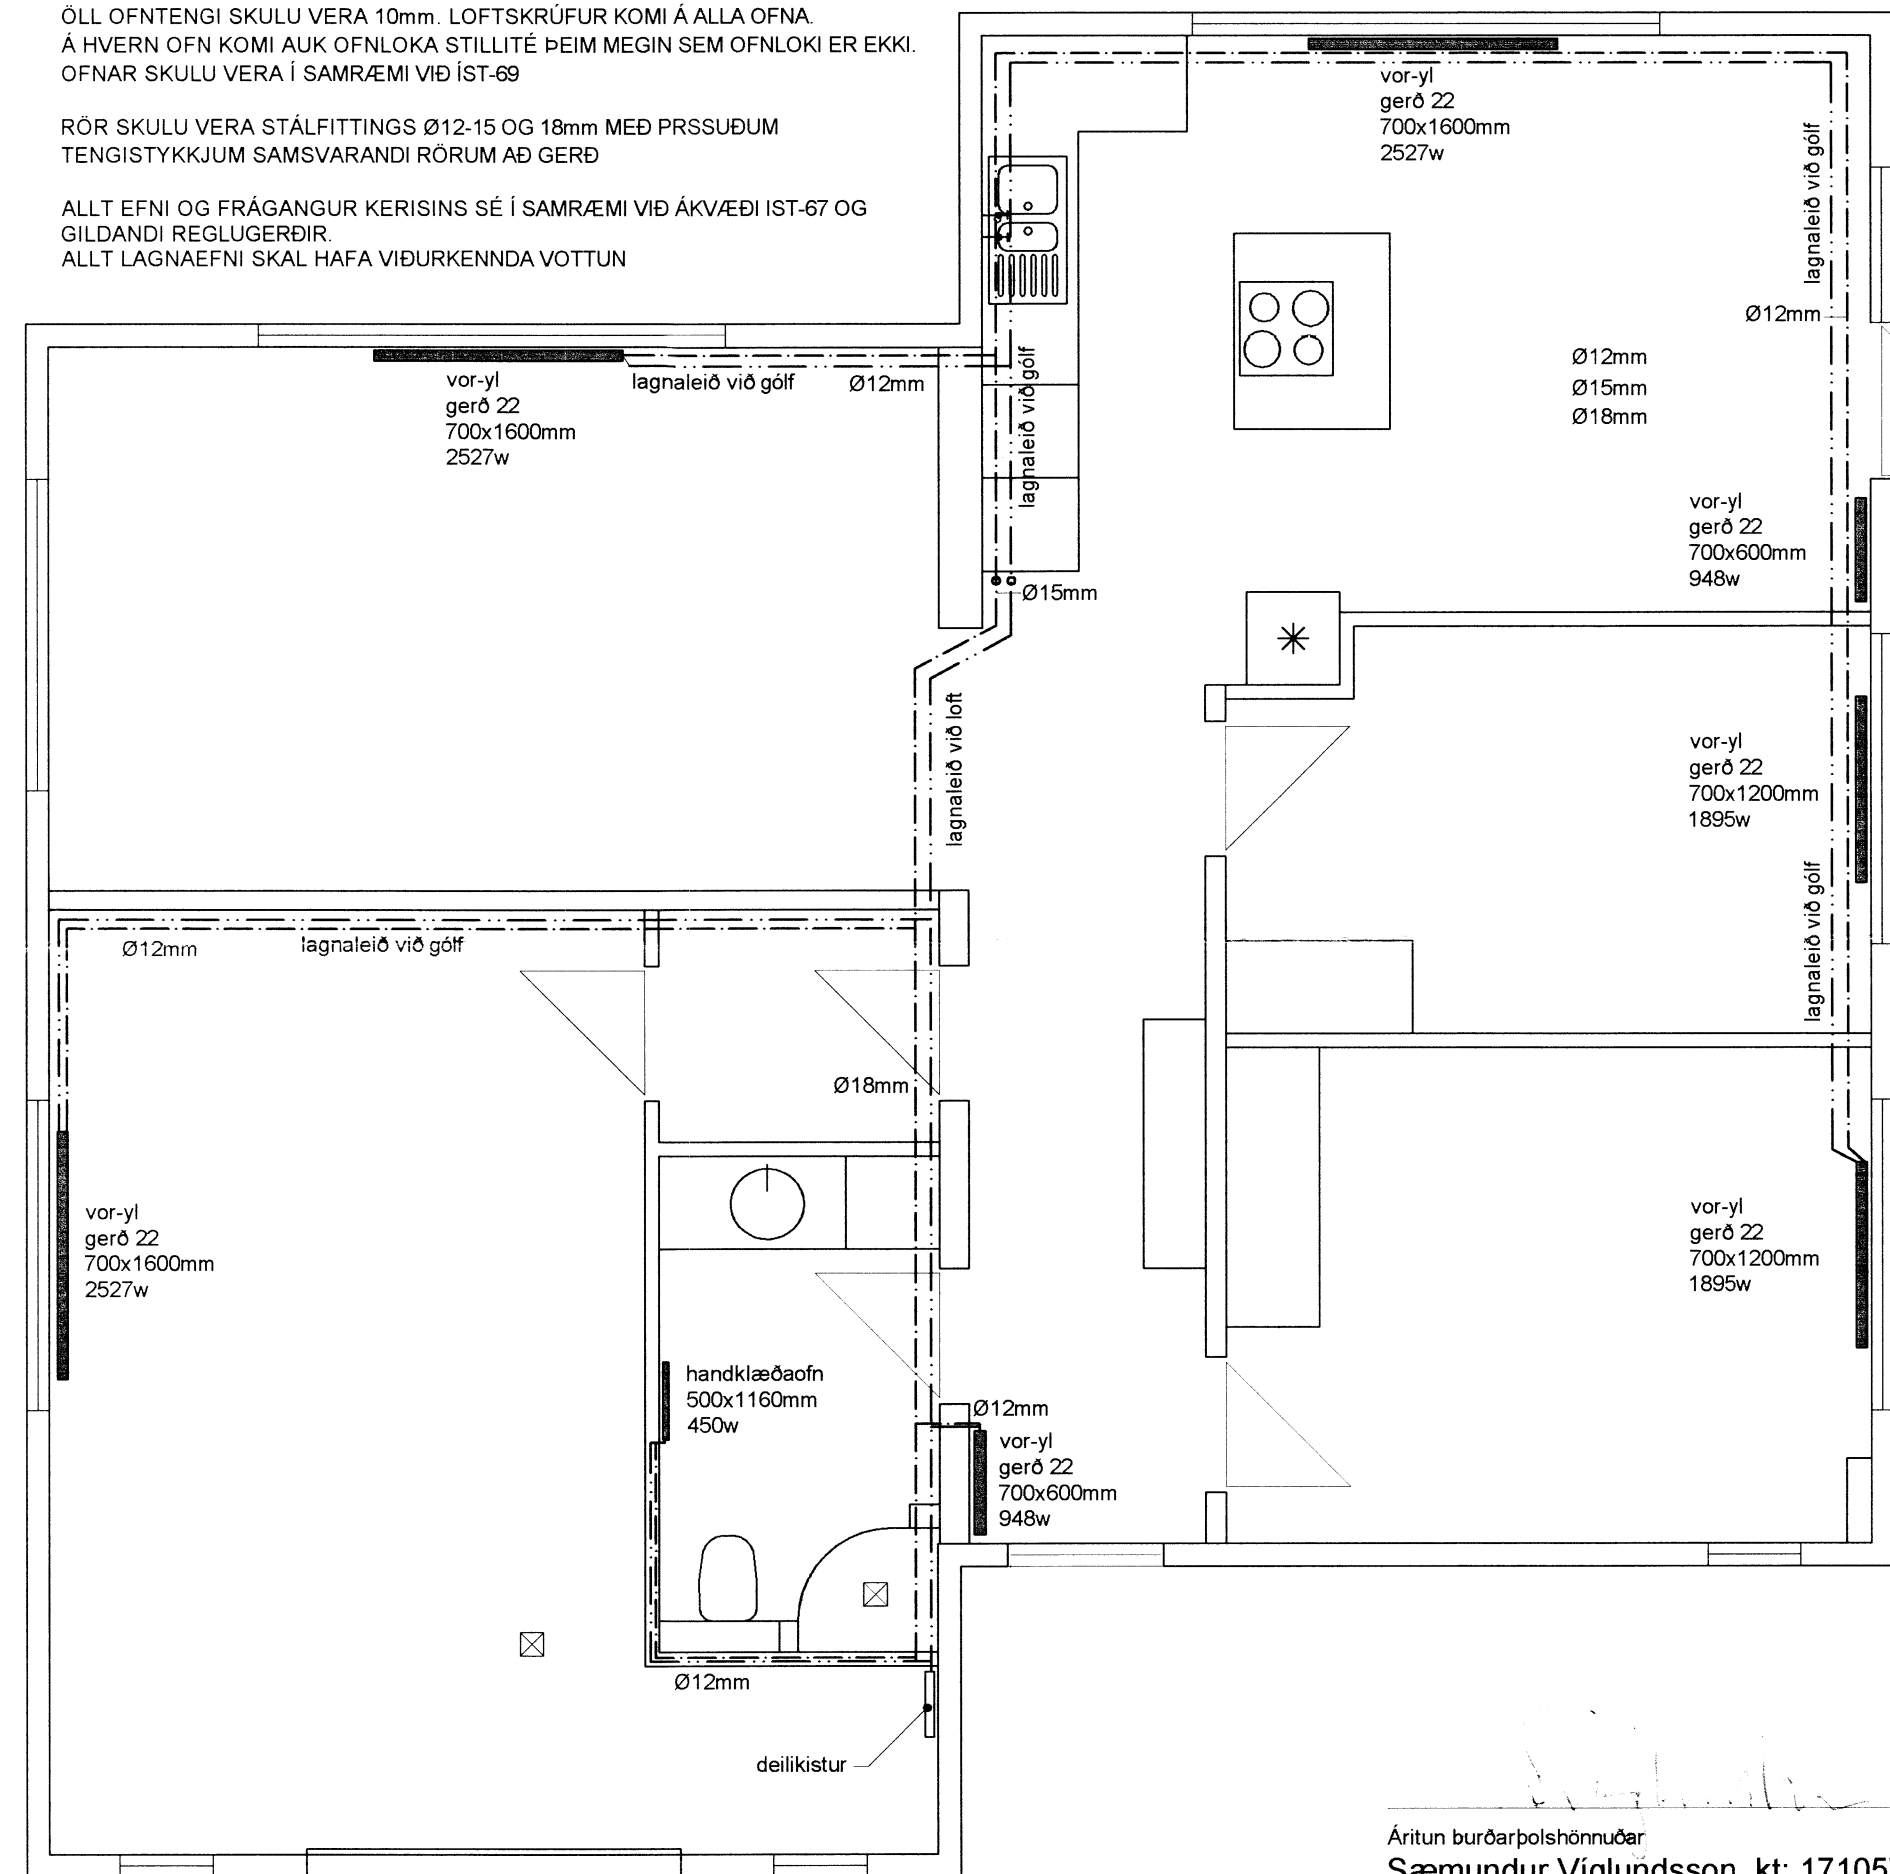 ÖLL OFNTENGI SKULU VERA 10mm. LOFTSKRÚFUR KOMI Á ALLA OFNA.
Á HVERN OFN KOMI AUK OFNLOKA STILLITÉ ÞEIM MEGIN SEM OFNLOKI ER EKKI.
OFNAR SKULU VERA Í SAMRÆMI VIÐ ÍST-69
RÖR SKULU VERA STÁLFITTINGS Ø12-15 OG 18mm MEÐ PRSSUÐUM
TENGISTYKKJUM SAMSVARANDI RÖRUM AÐ GERÐ
ALLT EFNI OG FRÁGANGUR KERISINS SÉ Í SAMRÆMI VIÐ ÁKVÆÐI IST-67 OG
GILDANDI REGLUGERÐIR.
ALLT LAGNAEFNI SKAL HAFA VIÐURKENNDA VOTTUN
vor-yl
gerð 22
700x1600mm
2527w
lagnaleið við gólf
Ø12mm
Ø12mm
Ø15mm
Ø18mm
vor-yl
gerð 22
700x1600mm
2527w
lagnaleið við gólf
Ø12mm
lagnaleið við gólf
vor-yl
gerð 22
700x600mm
948w
Ø15mm
lagnaleið við loft
vor-yl
gerð 22
700x1200mm
1895w
lagnaleið við gólf
Ø12mm
lagnaleið við gólf
Ø18mm
vor-yl
gerð 22
700x1600mm
2527w
vor-yl
gerð 22
700x1200mm
1895w
handklæðaofn
500x1160mm
450w
Ø12mm
vor-yl
gerð 22
700x600mm
948w
Ø12mm
deilikistur
Áritun burðarþolshönnuðar
Sæmundur Víglundsson, kt: 17105